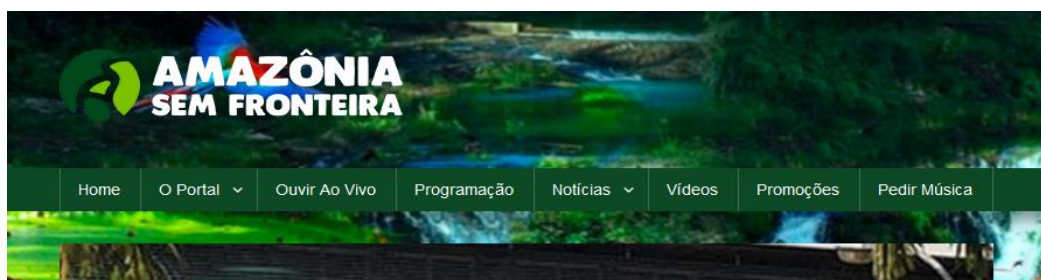 AMAZÔNIA
SEM FRONTEIRA
Home O Portal Ouvir Ao Vivo Programação Notícias Vídeos Promoções Pedir Música